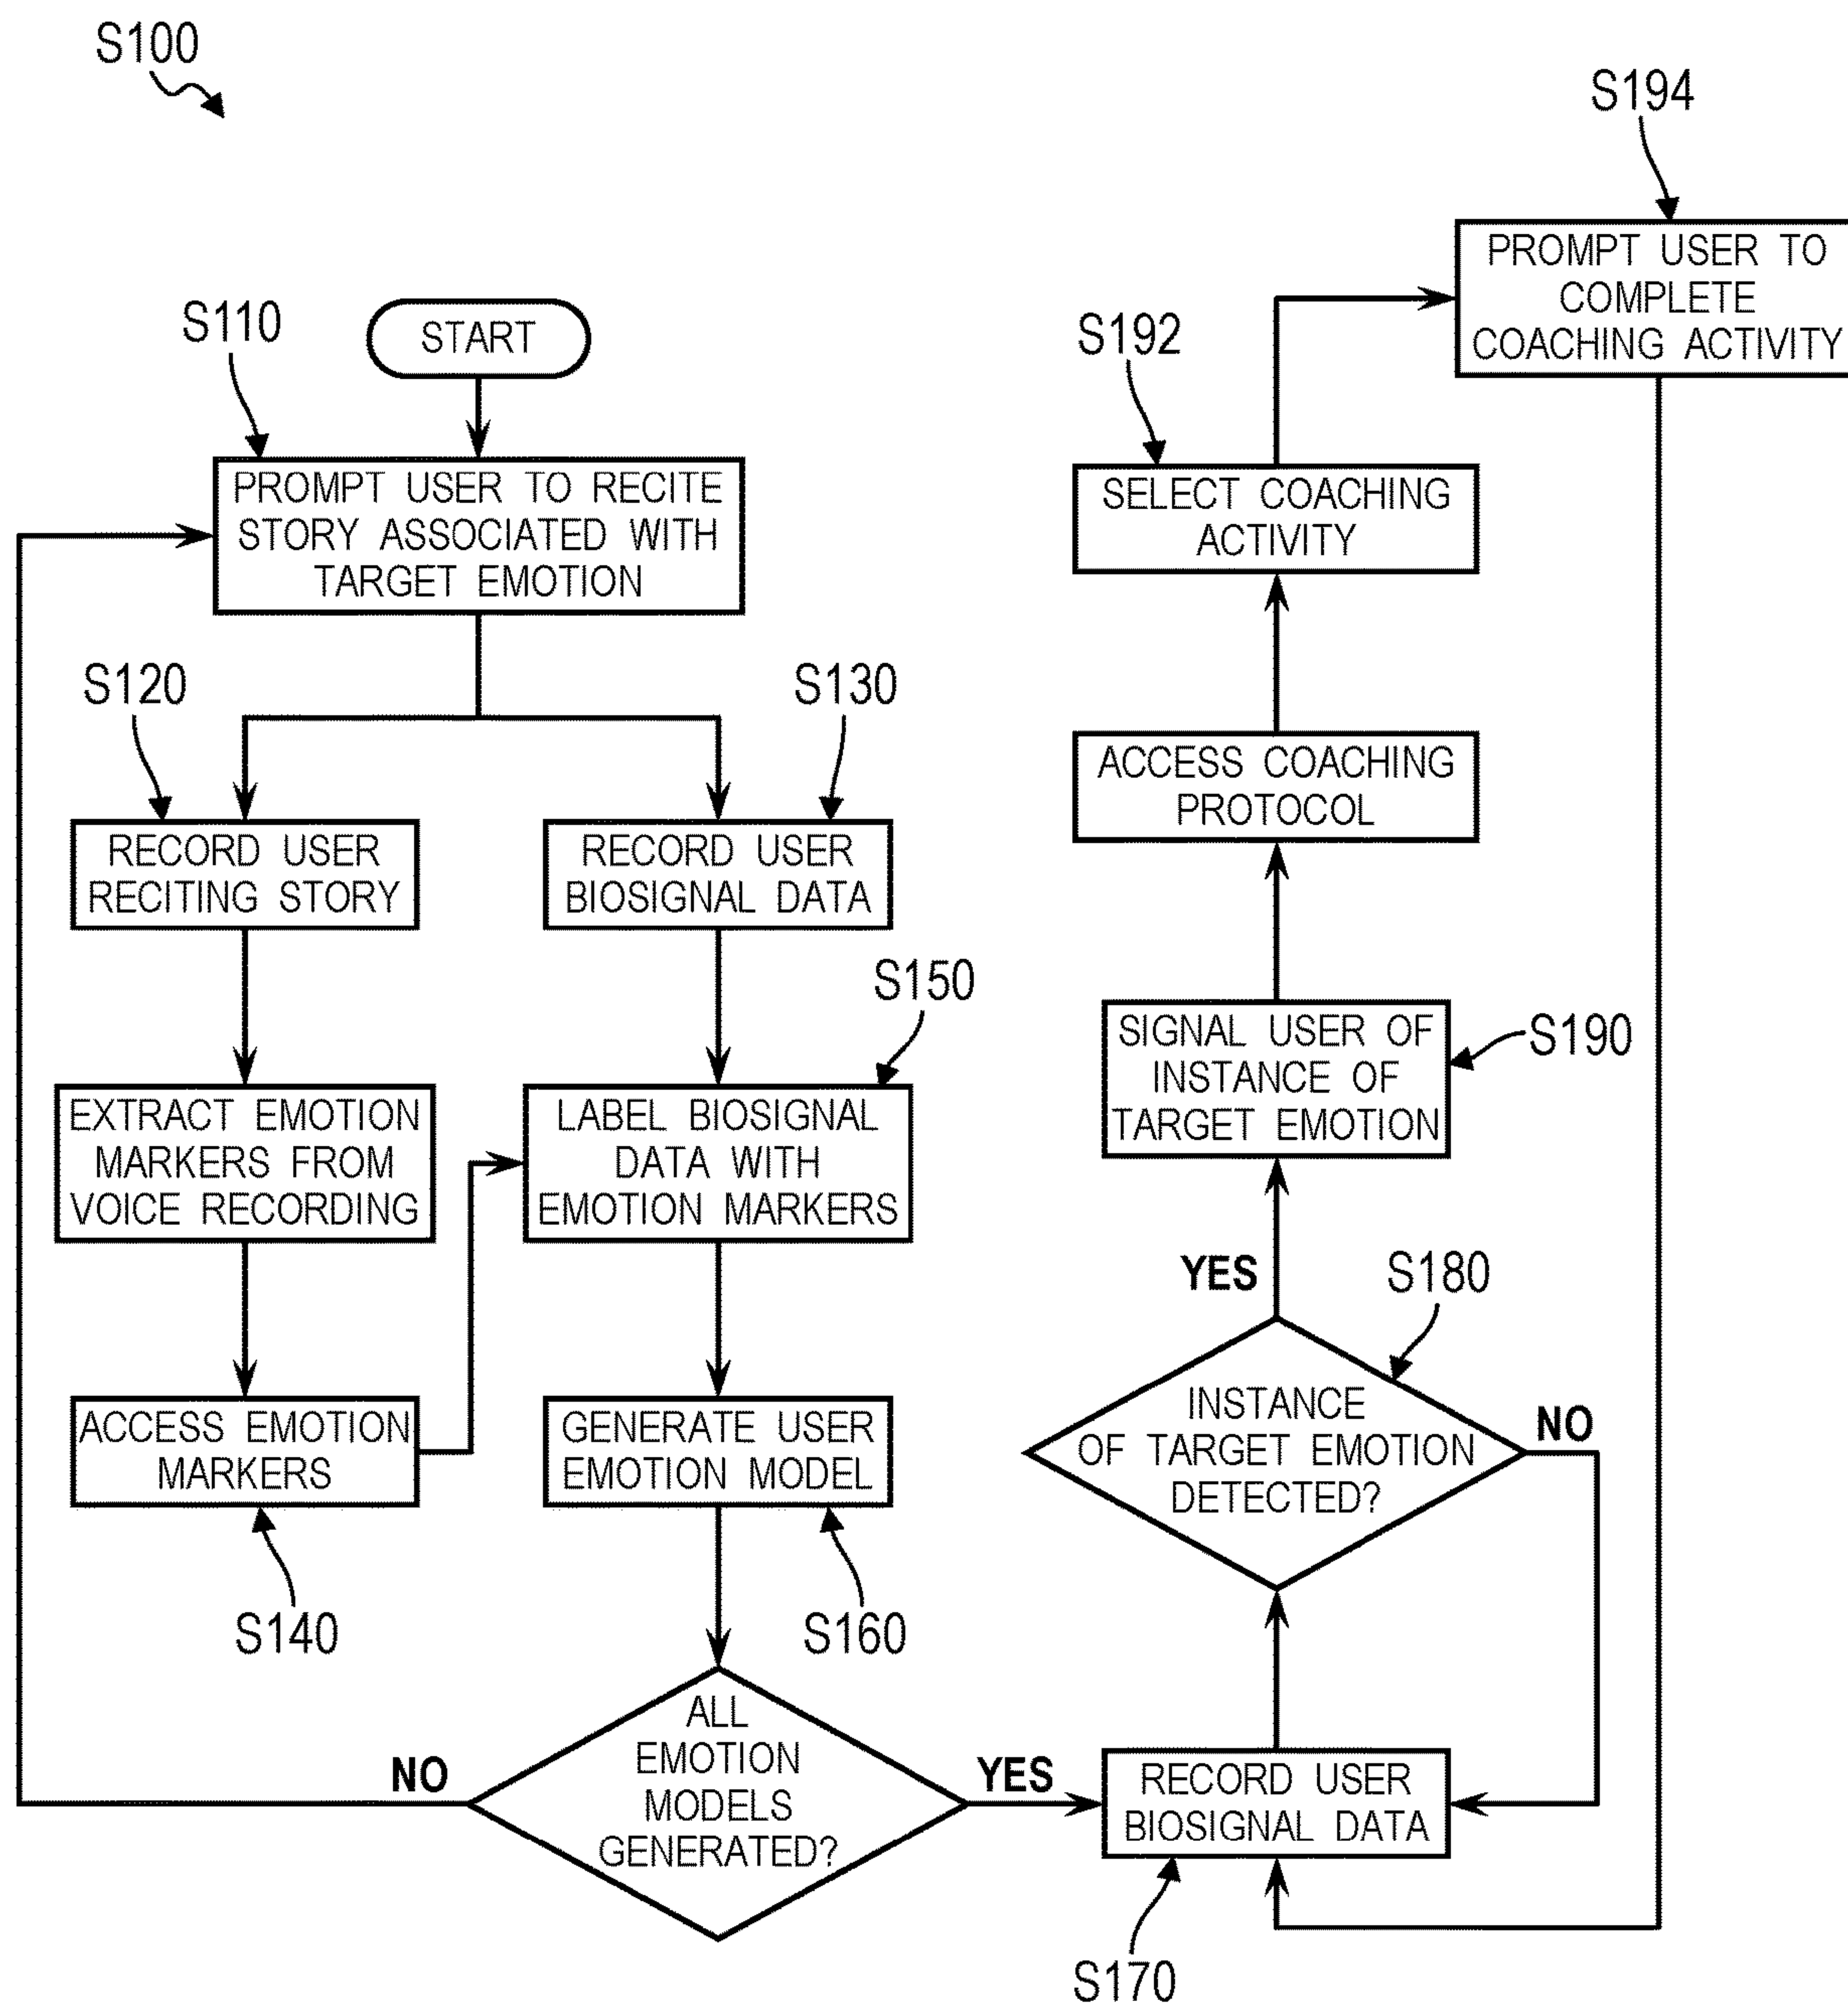 S100
S110
START
PROMPT USER TO RECITE
STORY ASSOCIATED WITH
TARGET EMOTION
S120
S130
RECORD USER
RECITING STORY
RECORD USER
BIOSIGNAL DATA
S150
EXTRACT EMOTION
MARKERS FROM
VOICE RECORDING
LABEL BIOSIGNAL
DATA WITH
EMOTION MARKERS
ACCESS EMOTION
MARKERS
S140
GENERATE USER
EMOTION MODEL
S160
ALL
EMOTION
MODELS
GENERATED?
NO
YES
RECORD USER
BIOSIGNAL DATA
S170
INSTANCE
OF TARGET EMOTION
DETECTED?
S180
NO
YES
SIGNAL USER OF
INSTANCE OF
TARGET EMOTION
S190
ACCESS COACHING
PROTOCOL
S192
SELECT COACHING
ACTIVITY
S194
PROMPT USER TO
COMPLETE
COACHING ACTIVITY